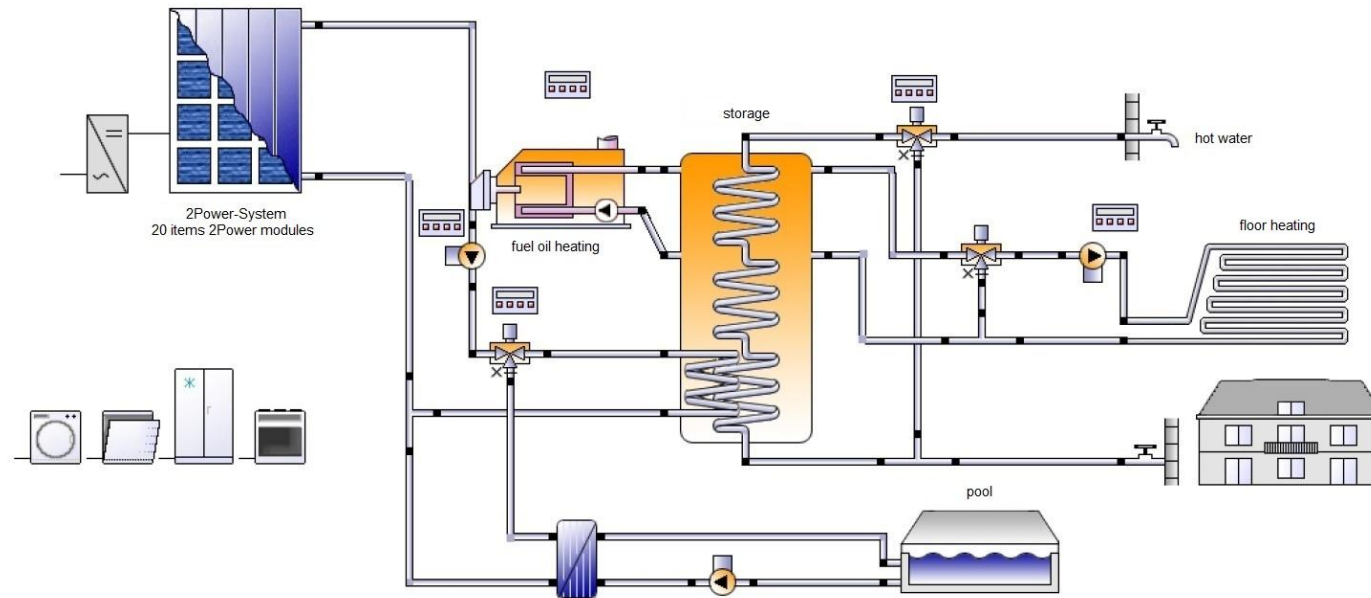 storage
hot water
2Power-System
20 items 2Power modules
fuel oil heating
floor heating
pool